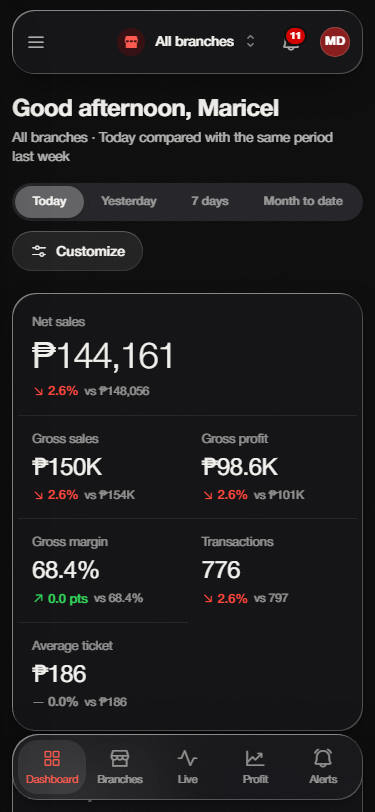 All branches
11
MD
Good afternoon, Maricel
All branches · Today compared with the same period
last week
Today Yesterday 7 days Month to date
Customize
Net sales
₱144,161
↘ 2.6% vs ₱148,056
Gross sales Gross profit
₱150K ₱98.6K
↘ 2.6% vs ₱154K ↘ 2.6% vs ₱101K
Gross margin Transactions
68.4% 776
↗ 0.0 pts vs 68.4% ↘ 2.6% vs 797
Average ticket
₱186
— 0.0% vs ₱186
Dashboard Branches Live Profit Alerts